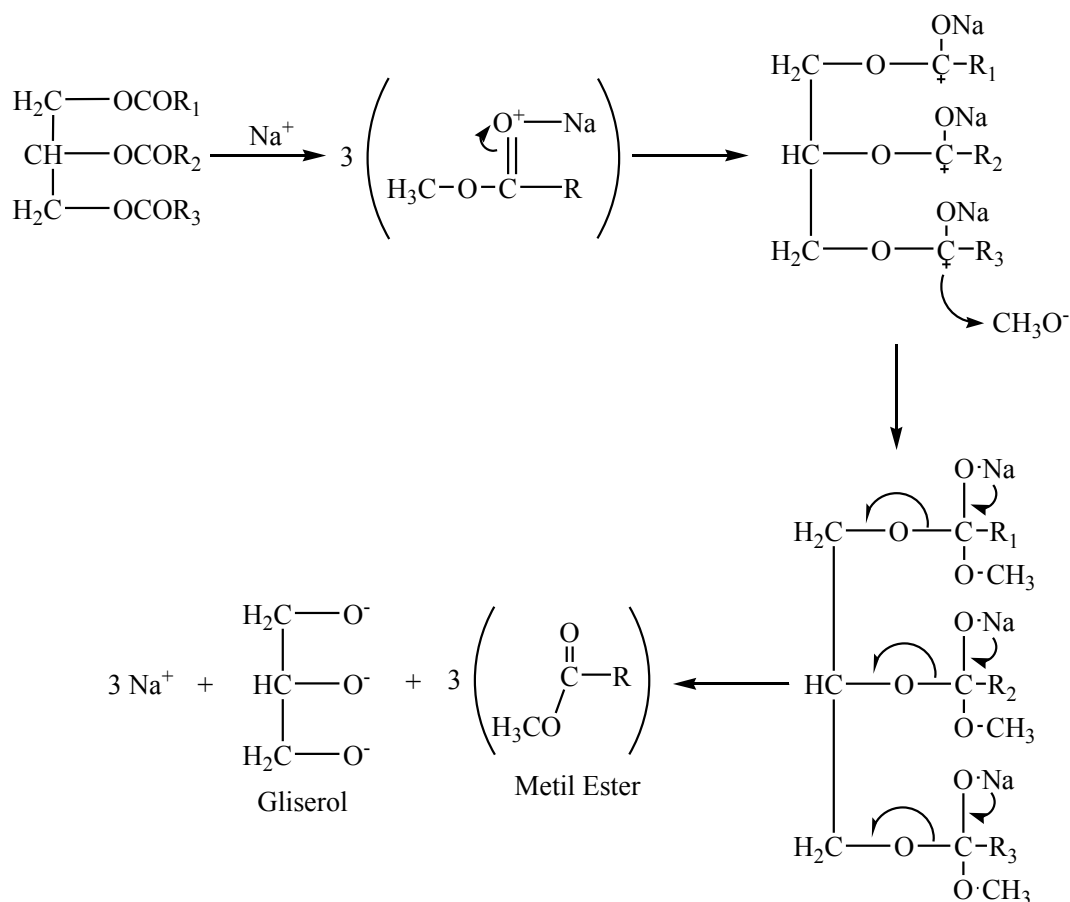 H₂C—OCOR₁
CH—OCOR₂
H₂C—OCOR₃
Na⁺
3
O⁺—Na
H₃C—O—C—R
ONa
H₂C—O—C—R₁
+
ONa
HC—O—C—R₂
+
ONa
H₂C—O—C—R₃
+
CH₃O⁻
O·Na
H₂C—O—C—R₁
O·CH₃
O·Na
HC—O—C—R₂
O·CH₃
O·Na
H₂C—O—C—R₃
O·CH₃
3 Na⁺ +
H₂C—O⁻
HC—O⁻
H₂C—O⁻
Gliserol
+ 3
O
C—R
H₃CO
Metil Ester